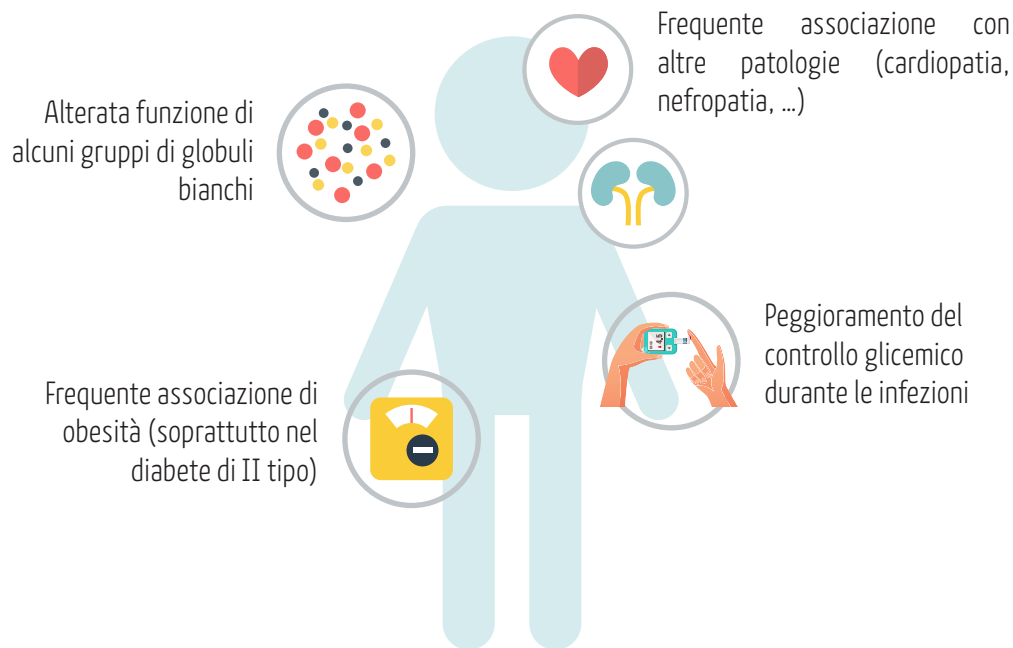 Frequente associazione con
altre patologie (cardiopatia,
nefropatia, …)
Alterata funzione di
alcuni gruppi di globuli
bianchi
Peggioramento del
controllo glicemico
durante le infezioni
Frequente associazione di
obesità (soprattutto nel
diabete di II tipo)